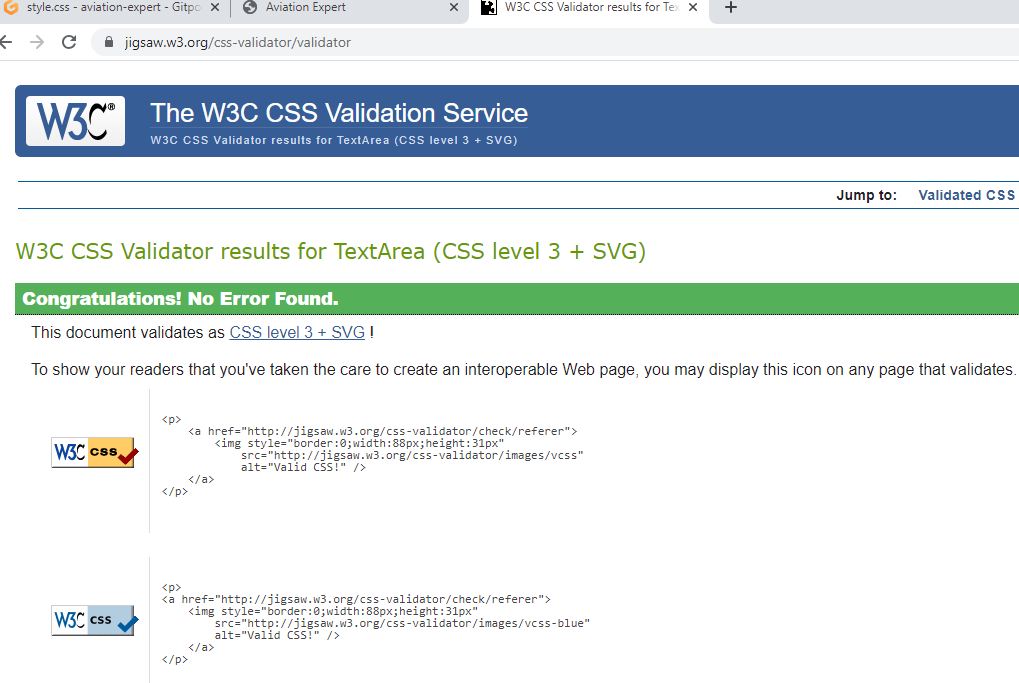 style.css - aviation-expert - Gitpo
Aviation Expert
W3C CSS Validator results for Tex
jigsaw.w3.org/css-validator/validator
W3C®
The W3C CSS Validation Service
W3C CSS Validator results for TextArea (CSS level 3 + SVG)
Jump to: Validated CSS
W3C CSS Validator results for TextArea (CSS level 3 + SVG)
Congratulations! No Error Found.
This document validates as CSS level 3 + SVG !
To show your readers that you've taken the care to create an interoperable Web page, you may display this icon on any page that validates.
W3C css
<p>
<a href="http://jigsaw.w3.org/css-validator/check/referer">
<img style="border:0;width:88px;height:31px"
src="http://jigsaw.w3.org/css-validator/images/vcss"
alt="Valid CSS!" />
</a>
</p>
W3C css
<p>
<a href="http://jigsaw.w3.org/css-validator/check/referer">
<img style="border:0;width:88px;height:31px"
src="http://jigsaw.w3.org/css-validator/images/vcss-blue"
alt="Valid CSS!" />
</a>
</p>